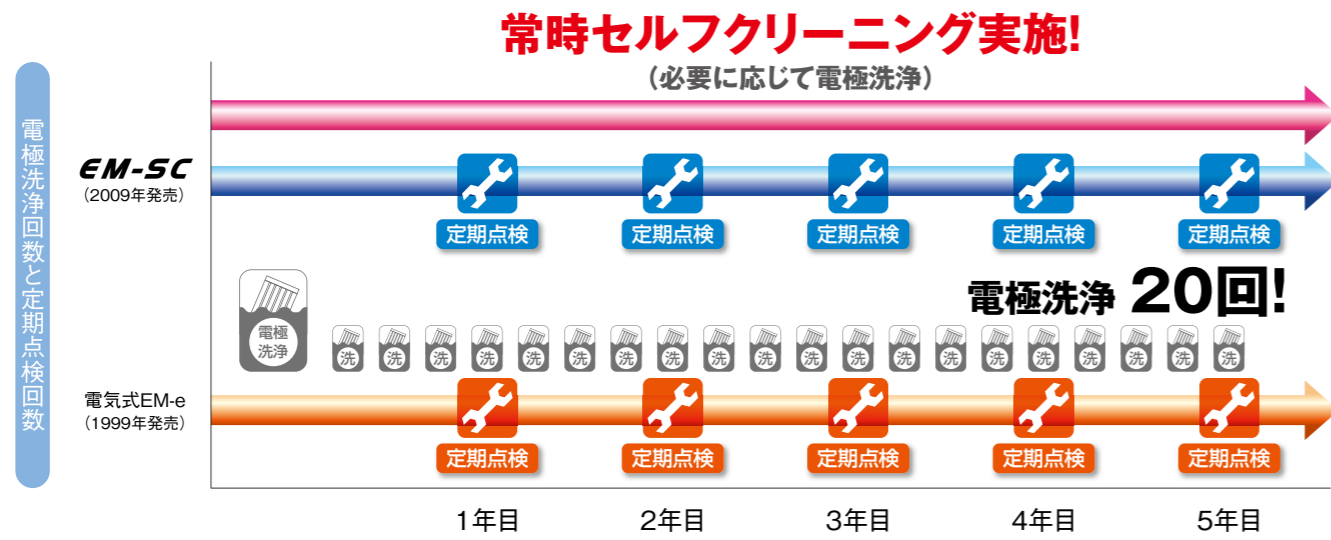 常時セルフクリーニング実施!
（必要に応じて電極洗浄）
電極洗浄回数と定期点検回数
EM-SC
（2009年発売）
定期点検 定期点検 定期点検 定期点検 定期点検
電極洗浄 20回!
電極
洗浄
洗 洗 洗 洗 洗 洗 洗 洗 洗 洗 洗 洗 洗 洗 洗 洗 洗 洗 洗 洗
電気式EM-e
（1999年発売）
定期点検 定期点検 定期点検 定期点検 定期点検
1年目 2年目 3年目 4年目 5年目